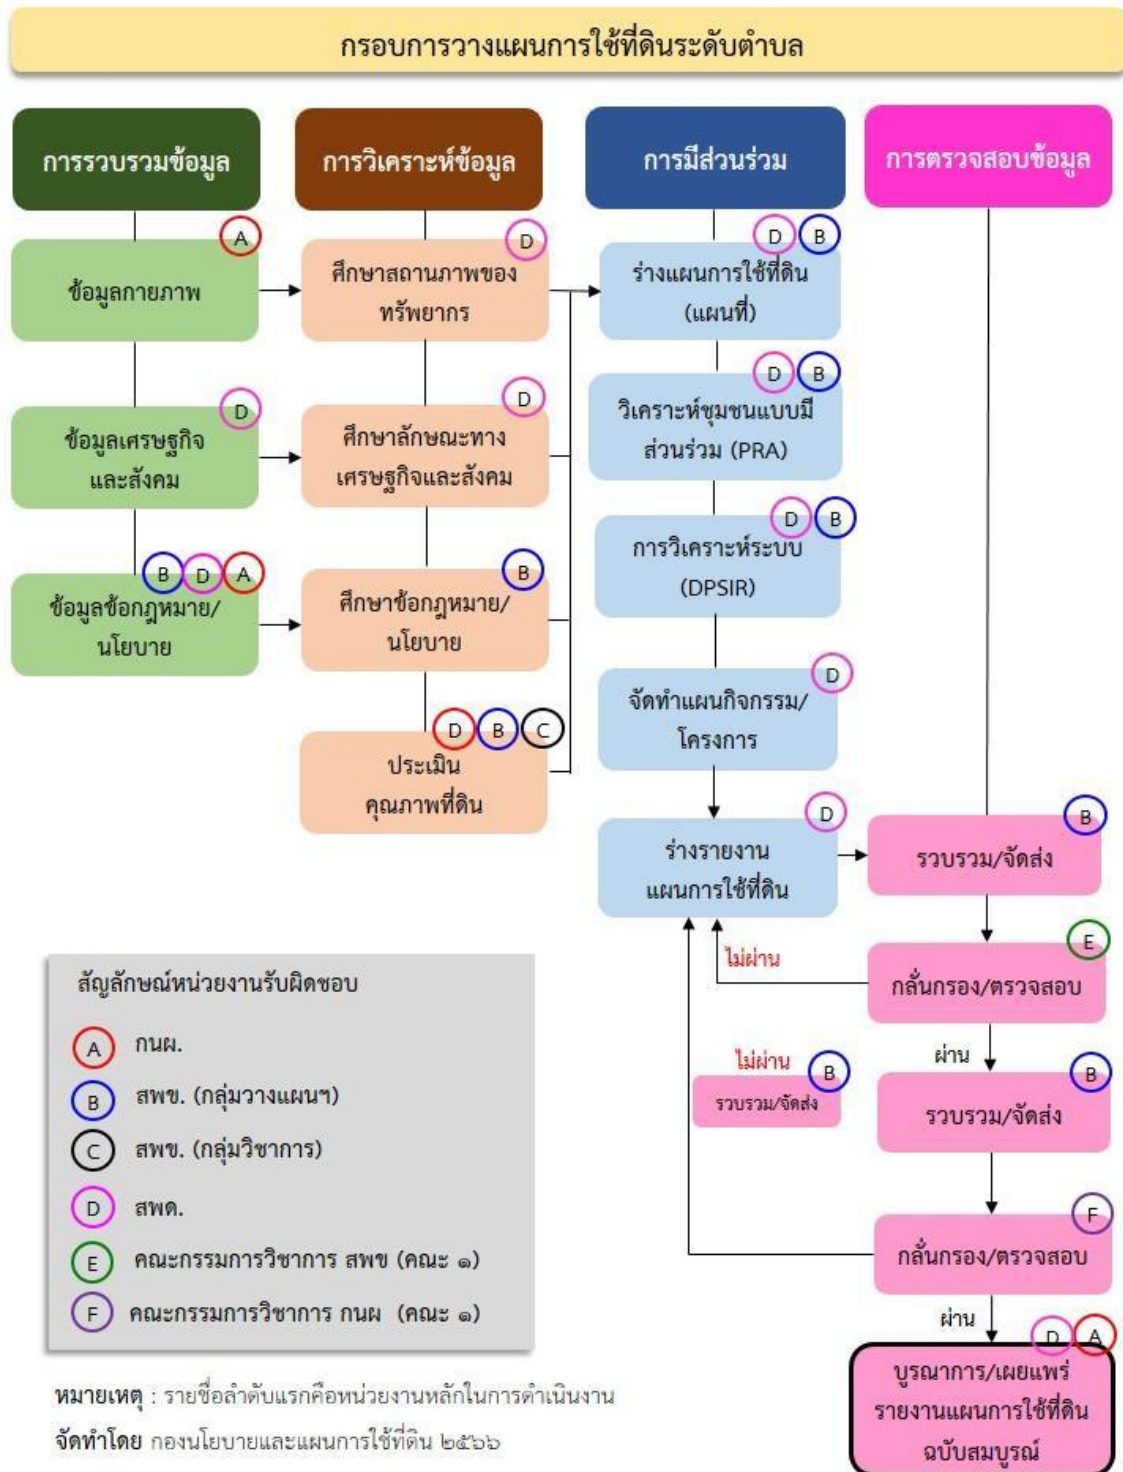 กรอบการวางแผนการใช้ที่ดินระดับตำบล
การรวบรวมข้อมูล
A
ข้อมูลกายภาพ
D
ข้อมูลเศรษฐกิจ
และสังคม
B D A
ข้อมูลข้อกฎหมาย/
นโยบาย
การวิเคราะห์ข้อมูล
D
ศึกษาสถานภาพของ
ทรัพยากร
D
ศึกษาลักษณะทาง
เศรษฐกิจและสังคม
B
ศึกษาข้อกฎหมาย/
นโยบาย
D B C
ประเมิน
คุณภาพที่ดิน
การมีส่วนร่วม
D B
ร่างแผนการใช้ที่ดิน
(แผนที่)
D B
วิเคราะห์ชุมชนแบบมี
ส่วนร่วม (PRA)
D B
การวิเคราะห์ระบบ
(DPSIR)
D
จัดทำแผนกิจกรรม/
โครงการ
D
ร่างรายงาน
แผนการใช้ที่ดิน
การตรวจสอบข้อมูล
B
รวบรวม/จัดส่ง
E
กลั่นกรอง/ตรวจสอบ
ไม่ผ่าน
ผ่าน
B
รวบรวม/จัดส่ง
ไม่ผ่าน
B
รวบรวม/จัดส่ง
F
กลั่นกรอง/ตรวจสอบ
ผ่าน
D A
บูรณาการ/เผยแพร่
รายงานแผนการใช้ที่ดิน
ฉบับสมบูรณ์
สัญลักษณ์หน่วยงานรับผิดชอบ
A กนผ.
B สพข. (กลุ่มวางแผนฯ)
C สพข. (กลุ่มวิชาการ)
D สพด.
E คณะกรรมการวิชาการ สพข (คณะ ๑)
F คณะกรรมการวิชาการ กนผ (คณะ ๑)
หมายเหตุ : รายชื่อลำดับแรกคือหน่วยงานหลักในการดำเนินงาน
จัดทำโดย กองนโยบายและแผนการใช้ที่ดิน ๒๕๖๖